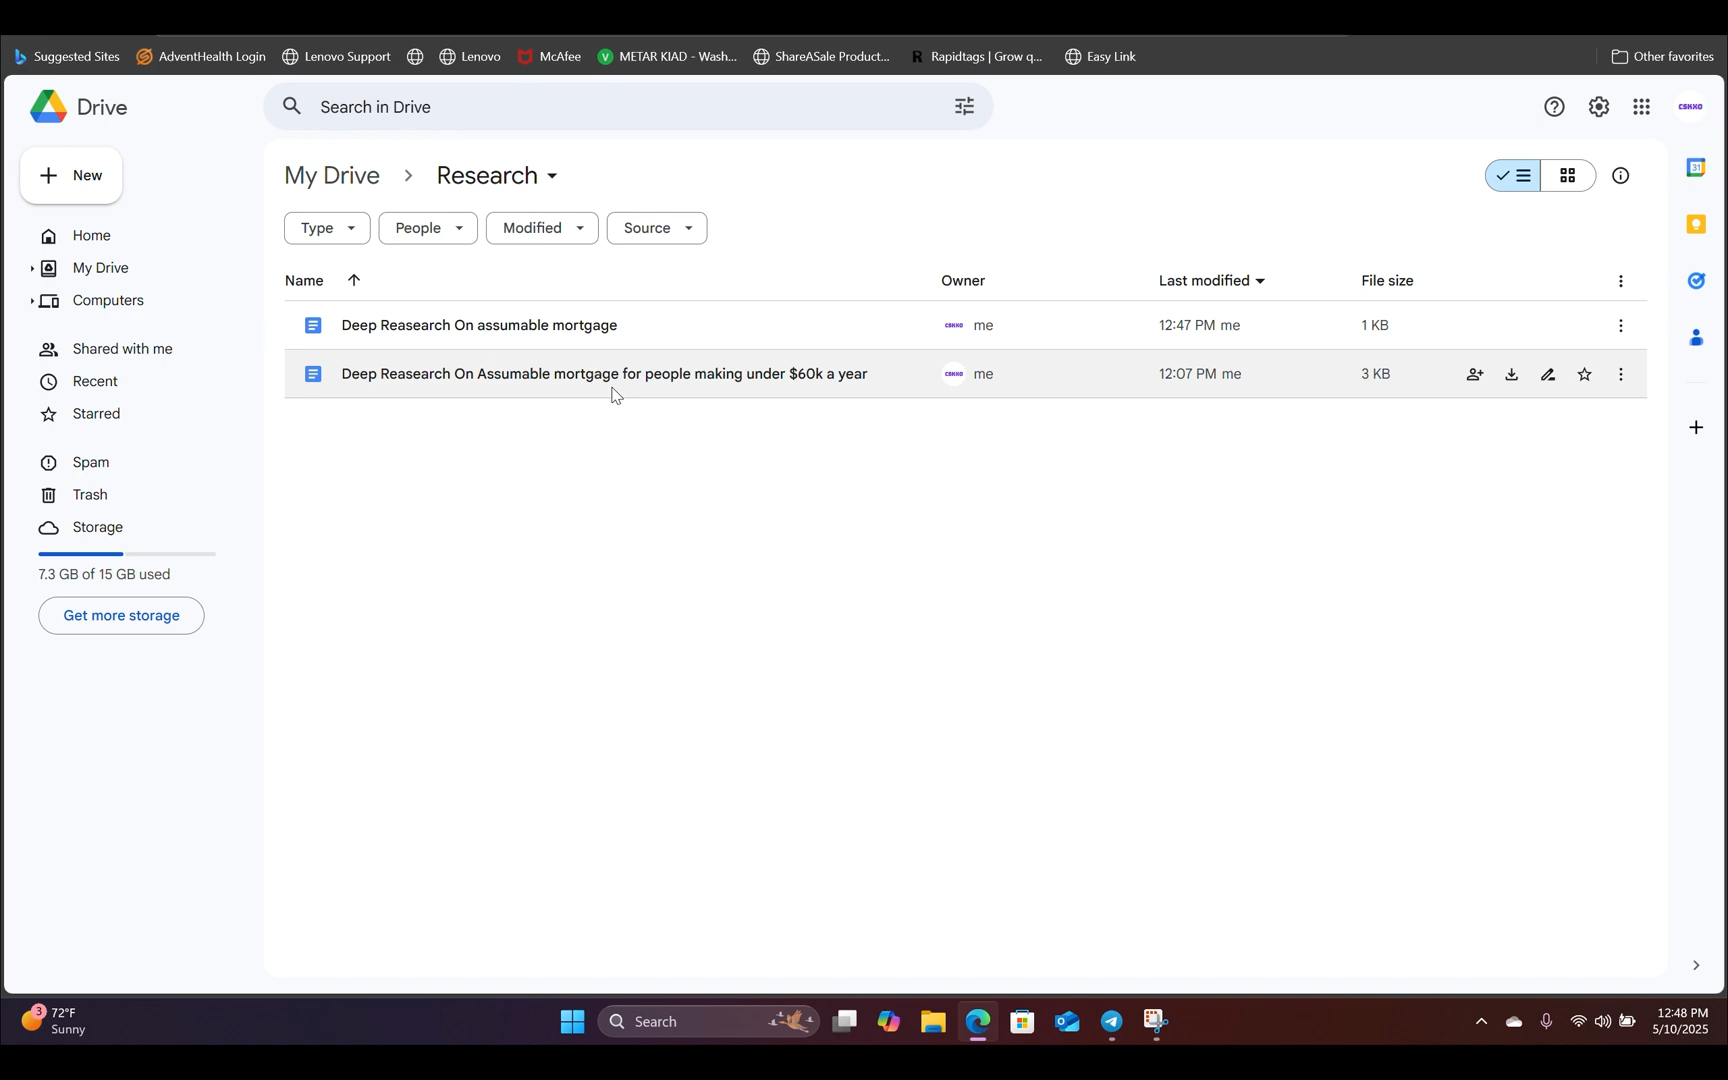 Suggested Sites AdventHealth Login Lenovo Support Lenovo McAfee METAR KIAD - Wash... ShareASale Product... Rapidtags | Grow q... Easy Link Other favorites
Drive
Search in Drive
CSKKO
New
My Drive > Research
Type People Modified Source
Home
My Drive
Computers
Shared with me
Recent
Starred
Spam
Trash
Storage
7.3 GB of 15 GB used
Get more storage
Name Owner Last modified File size
Deep Reasearch On assumable mortgage CSKKO me 12:47 PM me 1 KB
Deep Reasearch On Assumable mortgage for people making under $60k a year CSKKO me 12:07 PM me 3 KB
31
3
72°F
Sunny
Search
12:48 PM
5/10/2025